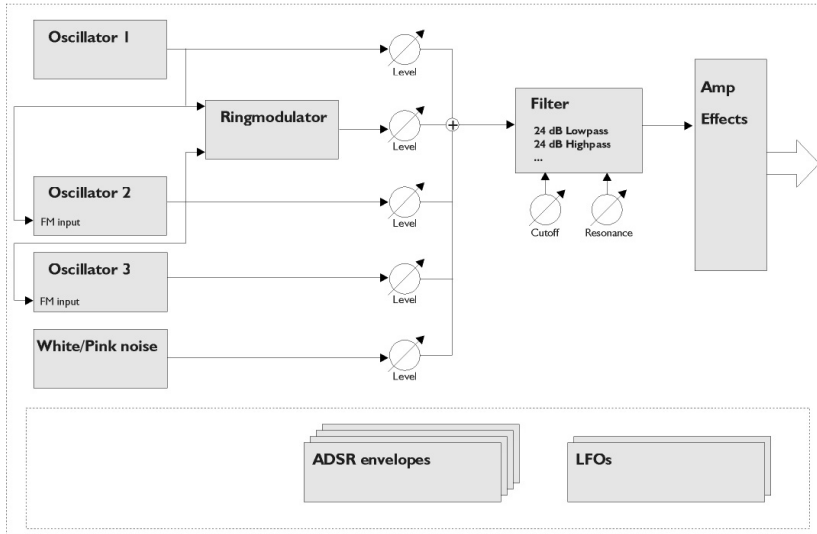 Oscillator 1
Level
Ringmodulator
Level
Oscillator 2
FM input
Level
Oscillator 3
FM input
Level
White/Pink noise
Level
Filter
24 dB Lowpass
24 dB Highpass
...
Cutoff
Resonance
Amp
Effects
ADSR envelopes
LFOs